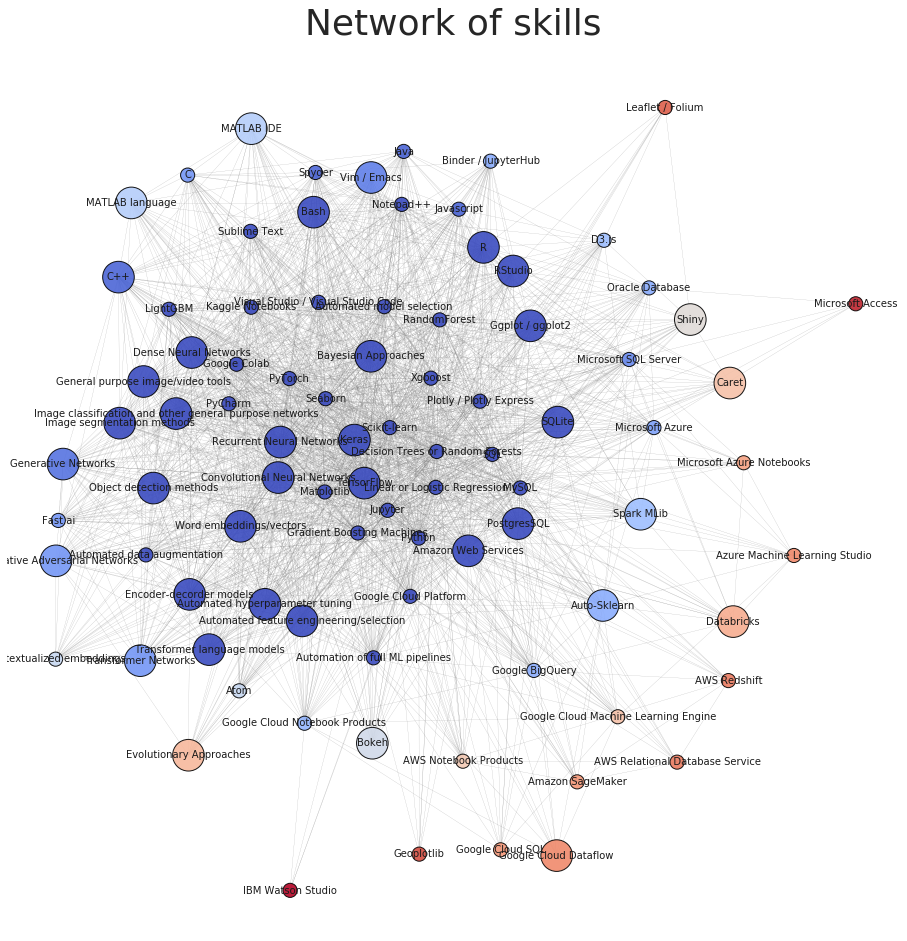 Network of skills
Leaflet / Folium
MATLAB IDE
Java
Binder / JupyterHub
Spyder
C
Vim / Emacs
MATLAB language
Notepad++
Javascript
Bash
Sublime Text
D3.js
R
RStudio
C++
Oracle Database
Microsoft Access
Visual Studio / Visual Studio Code
Kaggle Notebooks
Automated model selection
LightGBM
RandomForest
Shiny
Ggplot / ggplot2
Dense Neural Networks
Bayesian Approaches
Microsoft SQL Server
Google Colab
PyTorch
Xgboost
General purpose image/video tools
Caret
Seaborn
Plotly / Plotly Express
PyCharm
Image classification and other general purpose networks
Image segmentation methods
SQLite
Scikit-learn
Microsoft Azure
Keras
Recurrent Neural Networks
Decision Trees or Random Forests
SQL
Generative Networks
Microsoft Azure Notebooks
Convolutional Neural Networks
TensorFlow
Object detection methods
Linear or Logistic Regression
MySQL
Matplotlib
Jupyter
Spark MLib
Fastai
Word embeddings/vectors
PostgresSQL
Gradient Boosting Machines
Python
Amazon Web Services
Automated data augmentation
Azure Machine Learning Studio
ative Adversarial Networks
Encoder-decorder models
Google Cloud Platform
Automated hyperparameter tuning
Auto-Sklearn
Automated feature engineering/selection
Databricks
Transformer language models
textualized embeddings
Transformer Networks
Automation of full ML pipelines
Google BigQuery
AWS Redshift
Atom
Google Cloud Notebook Products
Google Cloud Machine Learning Engine
Bokeh
Evolutionary Approaches
AWS Notebook Products
AWS Relational Database Service
Amazon SageMaker
Geoplotlib
Google Cloud SQL
Google Cloud Dataflow
IBM Watson Studio